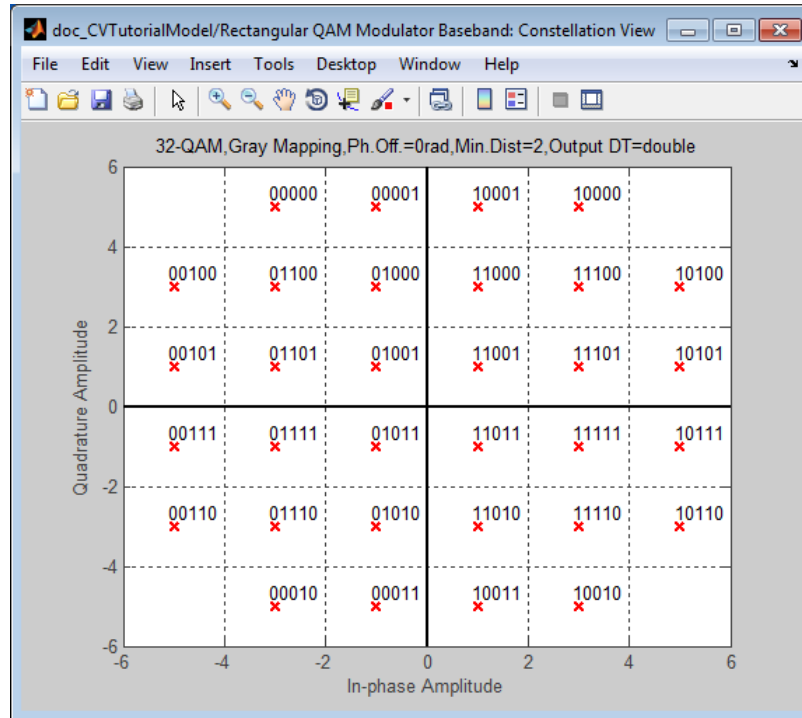 doc_CVTutorialModel/Rectangular QAM Modulator Baseband: Constellation View
File Edit View Insert Tools Desktop Window Help
32-QAM,Gray Mapping,Ph.Off.=0rad,Min.Dist=2,Output DT=double
6
00000 00001 10001 10000
4
00100 01100 01000 11000 11100 10100
2
00101 01101 01001 11001 11101 10101
0
00111 01111 01011 11011 11111 10111
-2
00110 01110 01010 11010 11110 10110
-4
00010 00011 10011 10010
-6
-6 -4 -2 0 2 4 6
In-phase Amplitude
Quadrature Amplitude